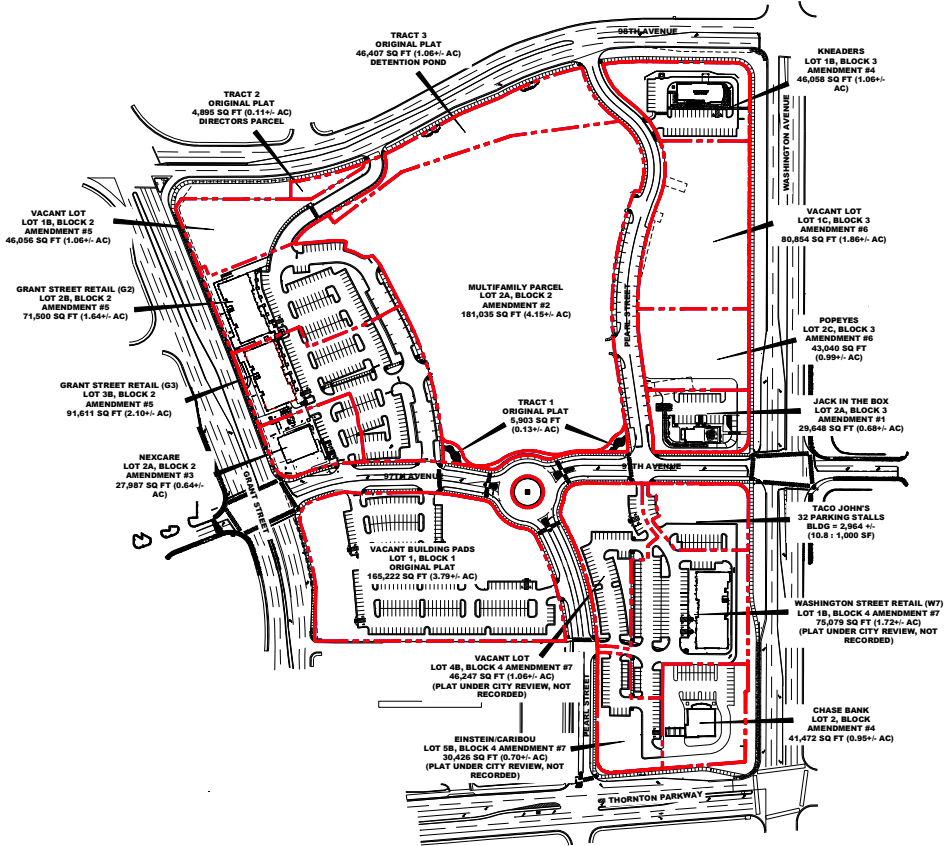 98TH AVENUE
TRACT 3
ORIGINAL PLAT
46,407 SQ FT (1.06+/- AC)
DETENTION POND
KNEADERS
LOT 1B, BLOCK 3
AMENDMENT #4
46,058 SQ FT (1.06+/-
AC)
TRACT 2
ORIGINAL PLAT
4,895 SQ FT (0.11+/- AC)
DIRECTORS PARCEL
WASHINGTON AVENUE
VACANT LOT
LOT 1B, BLOCK 2
AMENDMENT #5
46,056 SQ FT (1.06+/- AC)
VACANT LOT
LOT 1C, BLOCK 3
AMENDMENT #6
80,854 SQ FT (1.86+/- AC)
GRANT STREET RETAIL (G2)
LOT 2B, BLOCK 2
AMENDMENT #5
71,500 SQ FT (1.64+/- AC)
MULTIFAMILY PARCEL
LOT 2A, BLOCK 2
AMENDMENT #2
181,035 SQ FT (4.15+/- AC)
PEARL STREET
POPEYES
LOT 2C, BLOCK 3
AMENDMENT #6
43,040 SQ FT
(0.99+/- AC)
GRANT STREET RETAIL (G3)
LOT 3B, BLOCK 2
AMENDMENT #5
91,611 SQ FT (2.10+/- AC)
TRACT 1
ORIGINAL PLAT
5,903 SQ FT
(0.13+/- AC)
JACK IN THE BOX
LOT 2A, BLOCK 3
AMENDMENT #1
29,648 SQ FT (0.68+/- AC)
NEXCARE
LOT 2A, BLOCK 2
AMENDMENT #3
27,987 SQ FT (0.64+/-
AC)
GRANT STREET
97TH AVENUE
97TH AVENUE
TACO JOHN'S
32 PARKING STALLS
BLDG = 2,964 +/-
(10.8 : 1,000 SF)
VACANT BUILDING PADS
LOT 1, BLOCK 1
ORIGINAL PLAT
165,222 SQ FT (3.79+/- AC)
WASHINGTON STREET RETAIL (W7)
LOT 1B, BLOCK 4 AMENDMENT #7
75,079 SQ FT (1.72+/- AC)
(PLAT UNDER CITY REVIEW, NOT
RECORDED)
VACANT LOT
LOT 4B, BLOCK 4 AMENDMENT #7
46,247 SQ FT (1.06+/- AC)
(PLAT UNDER CITY REVIEW, NOT
RECORDED)
PEARL STREET
CHASE BANK
LOT 2, BLOCK
AMENDMENT #4
41,472 SQ FT (0.95+/- AC)
EINSTEIN/CARIBOU
LOT 5B, BLOCK 4 AMENDMENT #7
30,426 SQ FT (0.70+/- AC)
(PLAT UNDER CITY REVIEW, NOT
RECORDED)
THORNTON PARKWAY